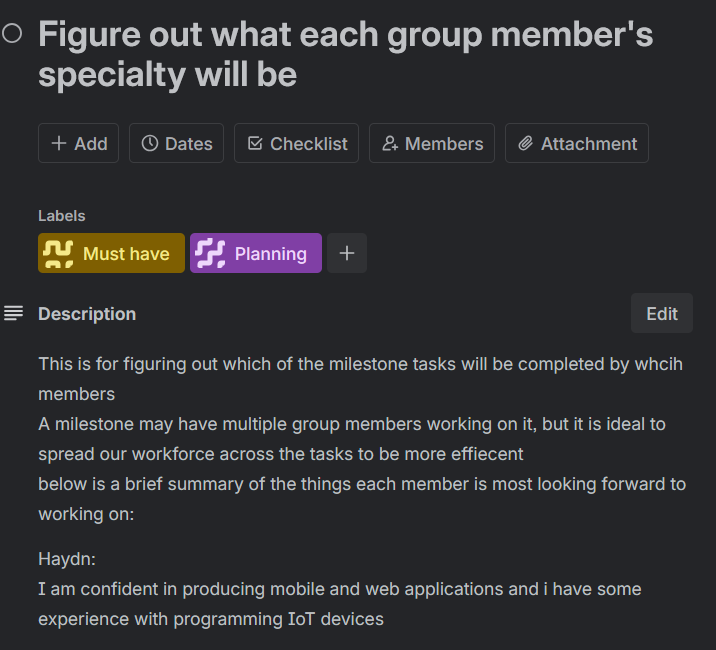 Figure out what each group member's
specialty will be
+ Add
Dates
Checklist
Members
Attachment
Labels
Must have
Planning
+
Description
Edit
This is for figuring out which of the milestone tasks will be completed by whcih
members
A milestone may have multiple group members working on it, but it is ideal to
spread our workforce across the tasks to be more effiecent
below is a brief summary of the things each member is most looking forward to
working on:
Haydn:
I am confident in producing mobile and web applications and i have some
experience with programming IoT devices